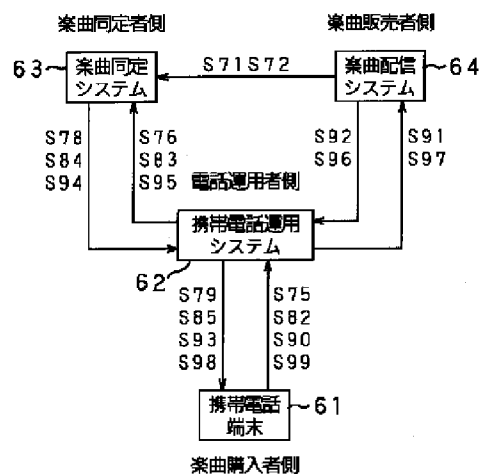 楽曲同定者側
楽曲販売者側
63
楽曲同定
システム
S71S72
楽曲配信
システム
64
S78
S84
S94
S76
S83
S95
S92
S96
S91
S97
電話運用者側
携帯電話運用
システム
62
S79
S85
S93
S98
S75
S82
S90
S99
携帯電話
端末
61
楽曲購入者側